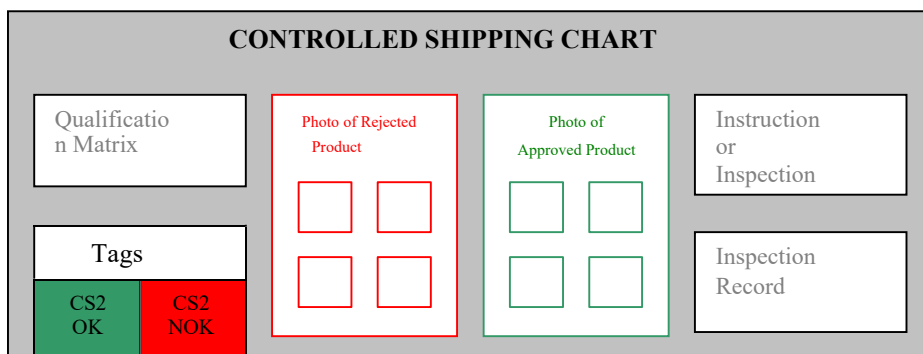 CONTROLLED SHIPPING CHART
Qualificatio
n Matrix
Tags
CS2
OK
CS2
NOK
Photo of Rejected
Product
Photo of
Approved Product
Instruction
or
Inspection
Inspection
Record